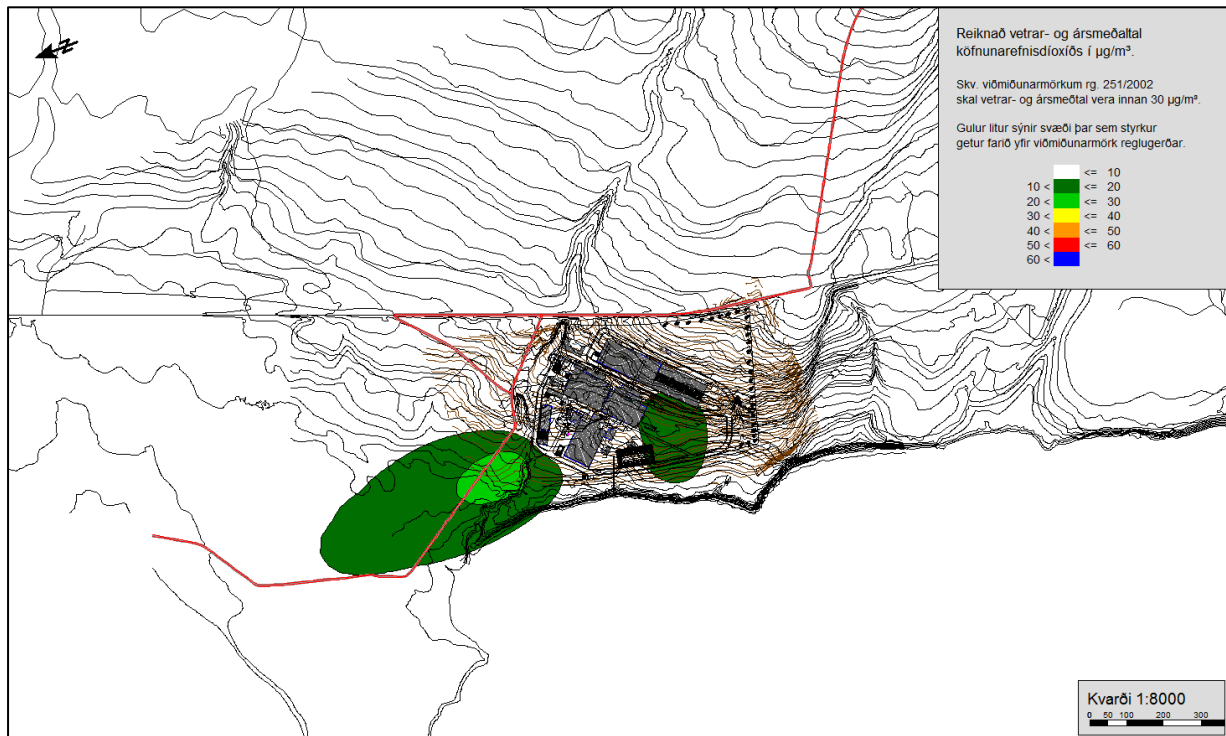 N
Reiknað vetrar- og ársmeðaltal
köfnunarefnisdíoxíðs í µg/m³.
Skv. viðmiðunarmörkum rg. 251/2002
skal vetrar- og ársmeðtal vera innan 30 µg/m³.
Gulur litur sýnir svæði þar sem styrkur
getur farið yfir viðmiðunarmörk reglugerðar.
<= 10
10 < <= 20
20 < <= 30
30 < <= 40
40 < <= 50
50 < <= 60
60 <
Kvarði 1:8000
0 50 100 200 300